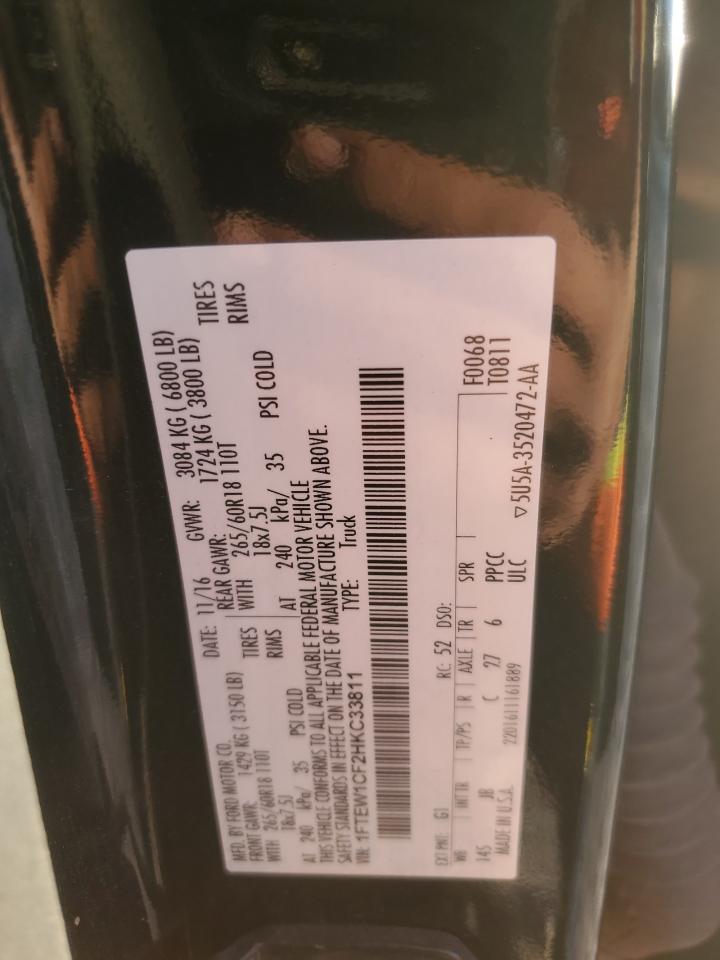 MFD. BY FORD MOTOR CO.
DATE: 11/16 GVWR: 3084 KG ( 6800 LB)
FRONT GAWR: 1429 KG ( 3150 LB) REAR GAWR: 1724 KG ( 3800 LB)
WITH 265/60R18 110T TIRES WITH 265/60R18 110T TIRES
18x7.5J RIMS 18x7.5J RIMS
AT 240 kPa/ 35 PSI COLD AT 240 kPa/ 35 PSI COLD
THIS VEHICLE CONFORMS TO ALL APPLICABLE FEDERAL MOTOR VEHICLE
SAFETY STANDARDS IN EFFECT ON THE DATE OF MANUFACTURE SHOWN ABOVE.
VIN: 1FTEW1CF2HKC33811 TYPE: Truck
EXT PNT: G1 RC: 52 DSO:
WB INT TR TP/PS R AXLE TR SPR F0068
145 JB C 27 6 PPCC T0811
MADE IN U.S.A. 22016111161889 ULC ▽5U5A-3520472-AA